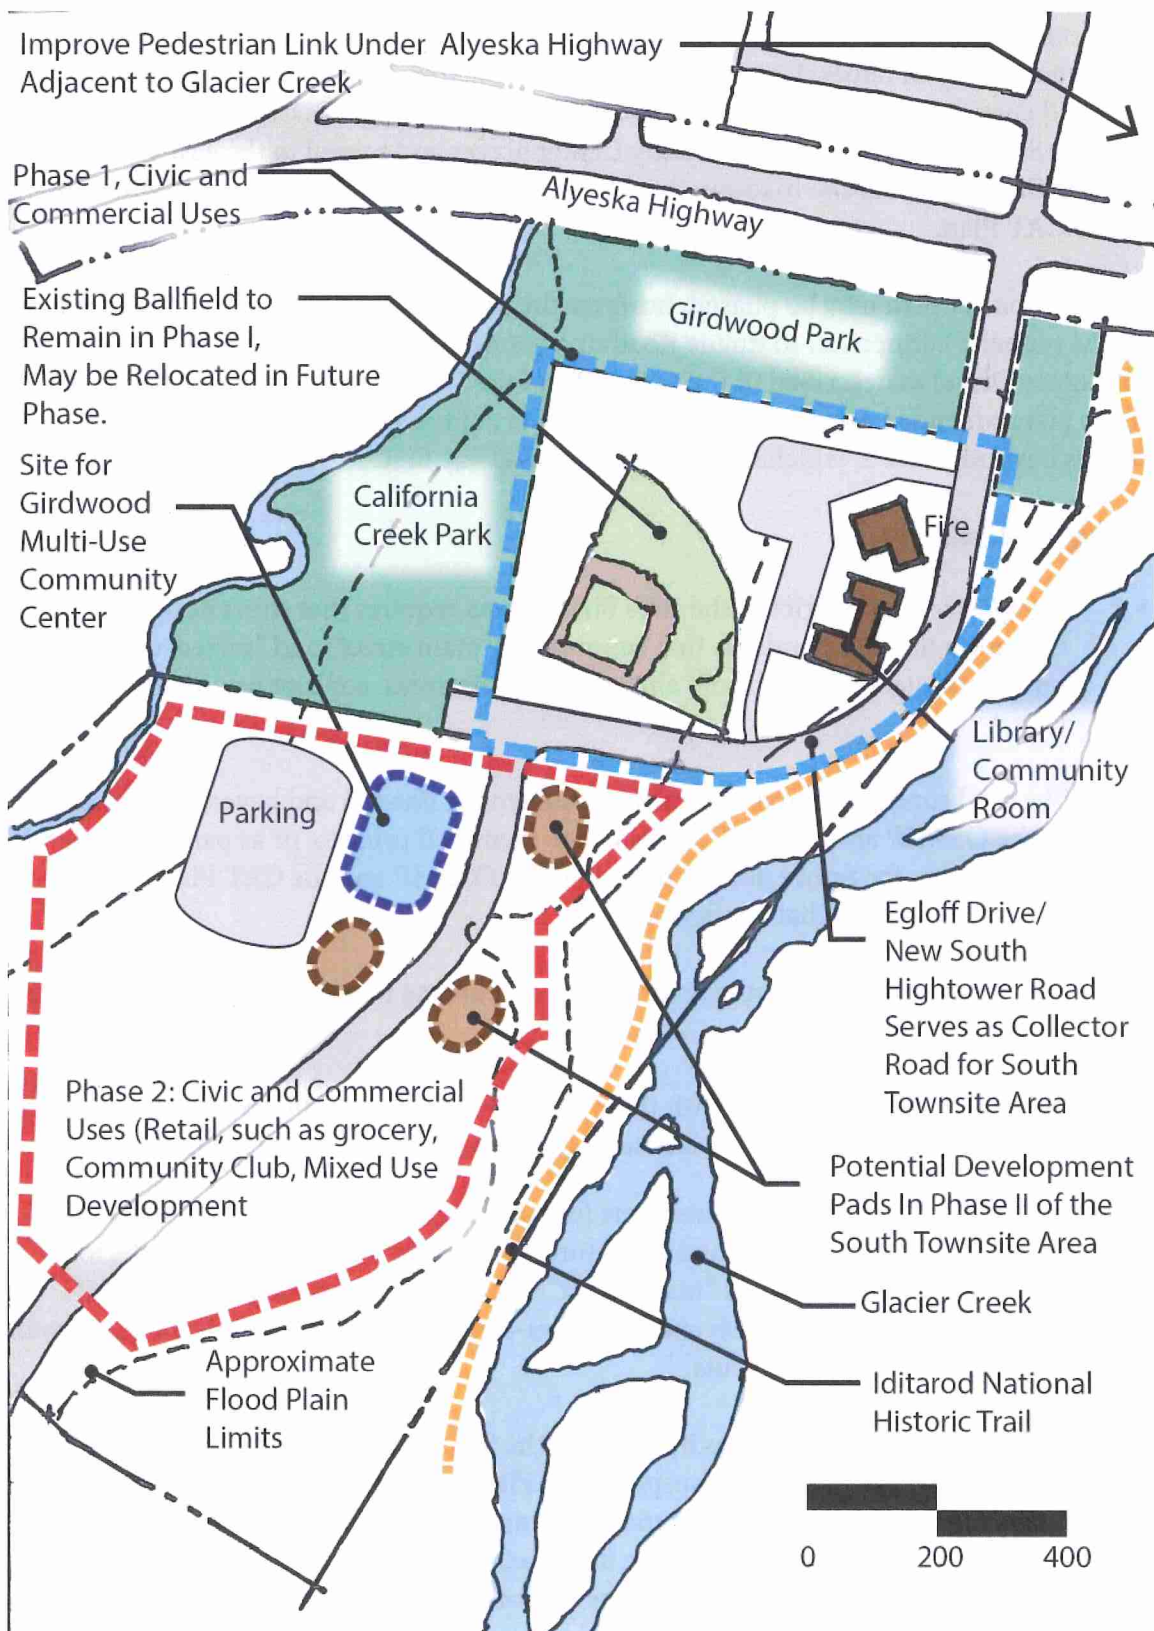 Improve Pedestrian Link Under Alyeska Highway
Adjacent to Glacier Creek
Phase 1, Civic and
Commercial Uses
Alyeska Highway
Existing Ballfield to
Remain in Phase I,
May be Relocated in Future
Phase.
Girdwood Park
Site for
Girdwood
Multi-Use
Community
Center
California
Creek Park
Fire
Library/
Community
Room
Parking
Egloff Drive/
New South
Hightower Road
Serves as Collector
Road for South
Townsite Area
Phase 2: Civic and Commercial
Uses (Retail, such as grocery,
Community Club, Mixed Use
Development
Potential Development
Pads In Phase II of the
South Townsite Area
Glacier Creek
Approximate
Flood Plain
Limits
Iditarod National
Historic Trail
0 200 400